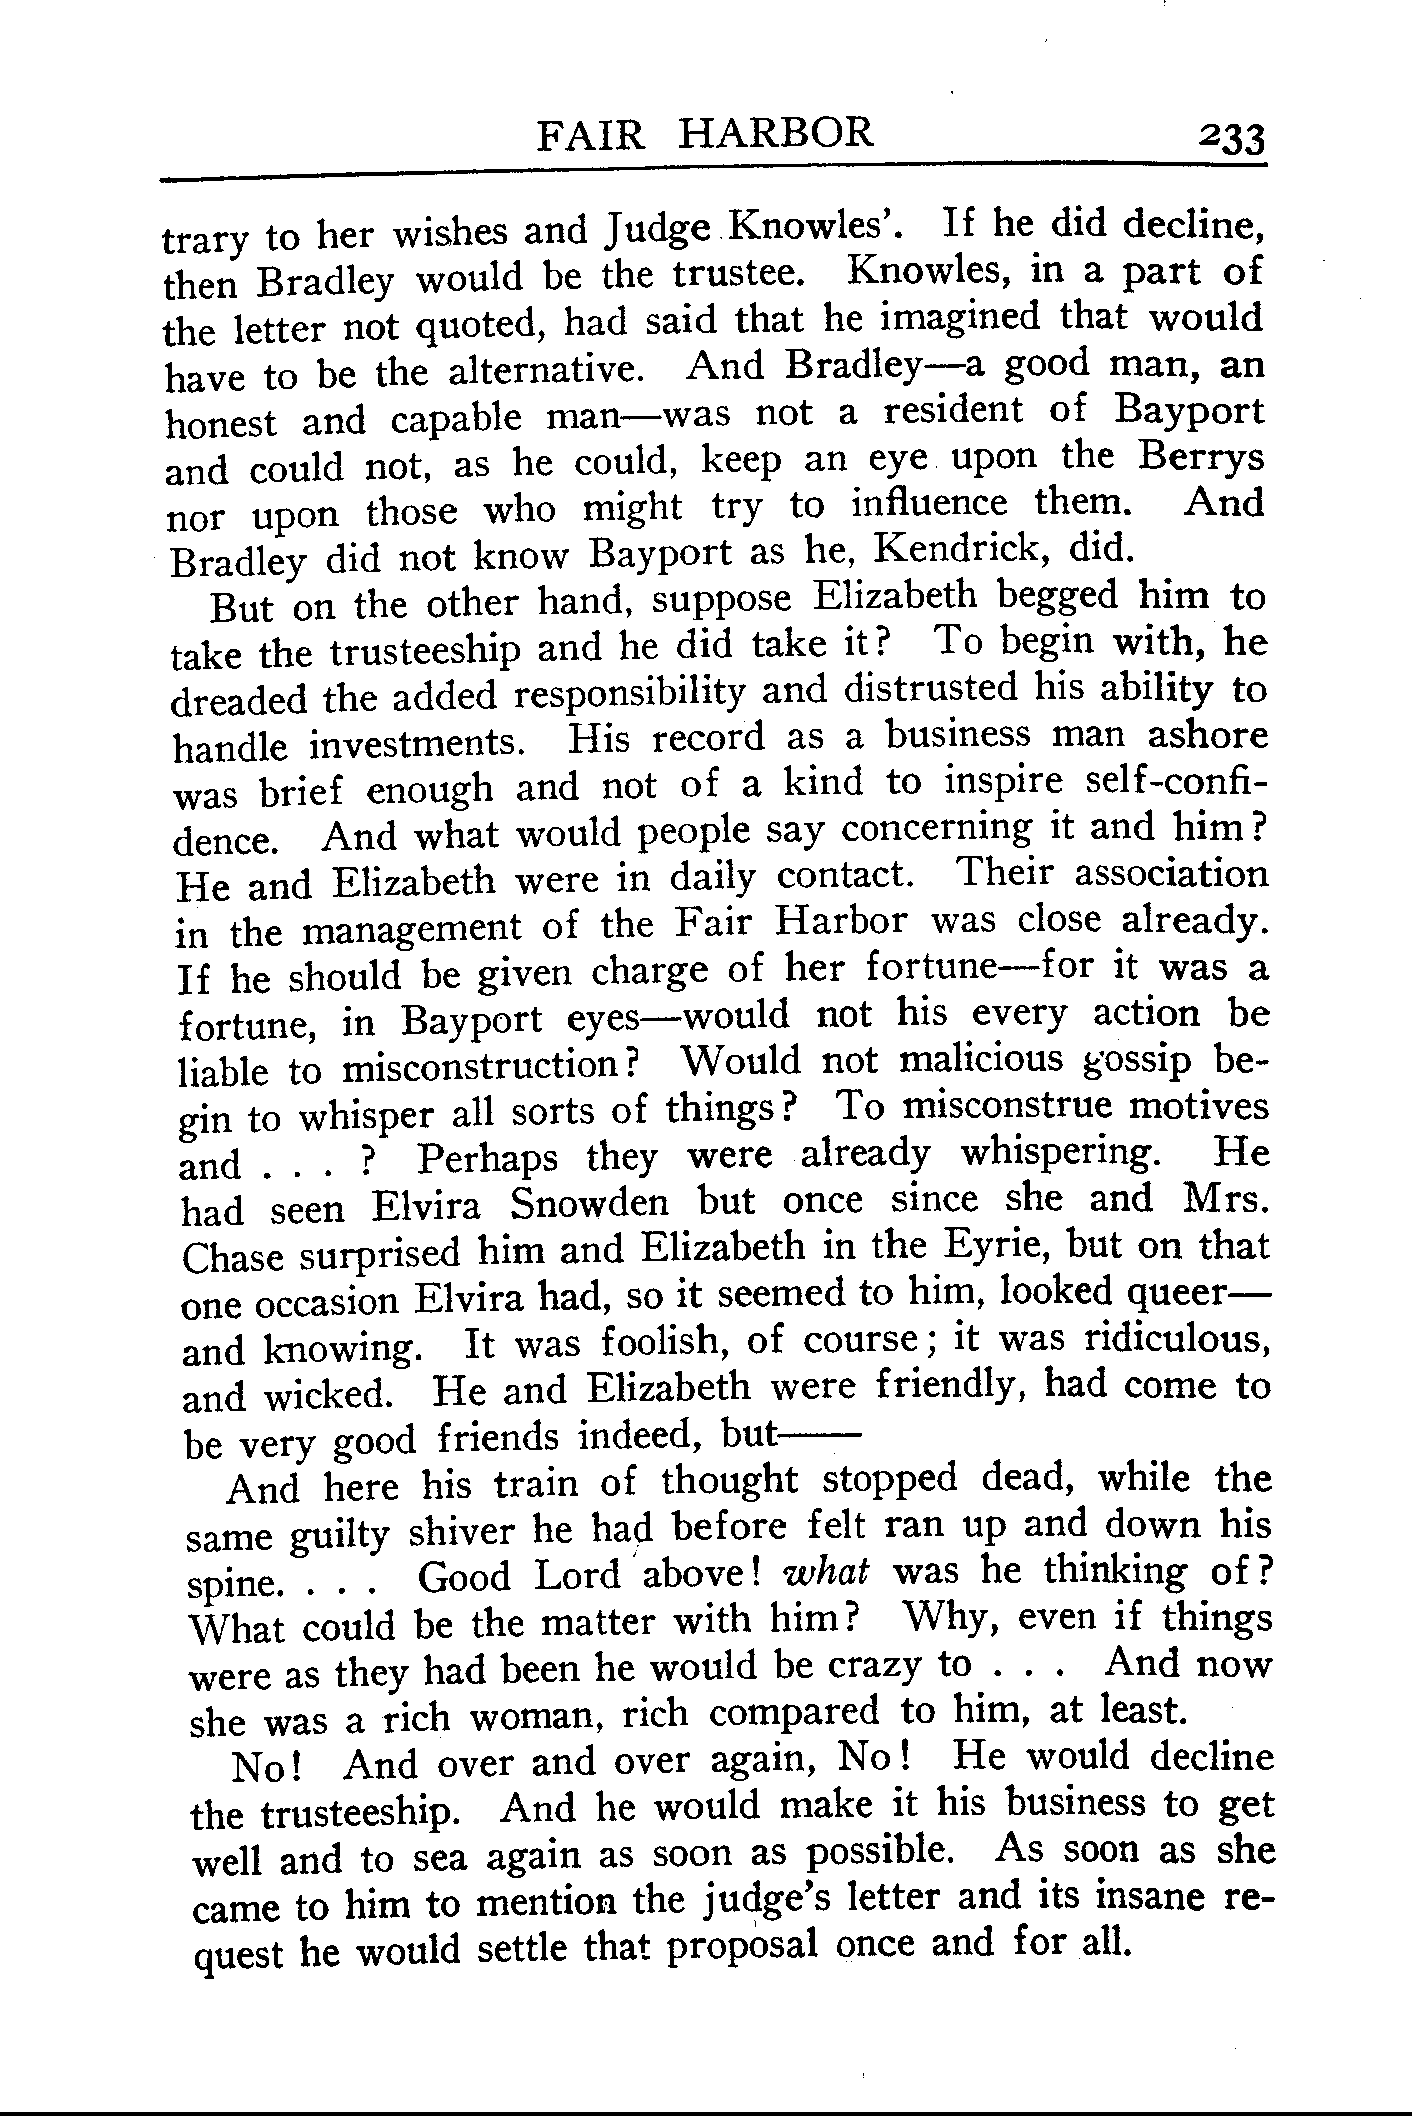 FAIR HARBOR 233
trary to her wishes and Judge Knowles'. If he did decline,
then Bradley would be the trustee. Knowles, in a part of
the letter not quoted, had said that he imagined that would
have to be the alternative. And Bradley—a good man, an
honest and capable man—was not a resident of Bayport
and could not, as he could, keep an eye upon the Berrys
nor upon those who might try to influence them. And
Bradley did not know Bayport as he, Kendrick, did.
But on the other hand, suppose Elizabeth begged him to
take the trusteeship and he did take it? To begin with, he
dreaded the added responsibility and distrusted his ability to
handle investments. His record as a business man ashore
was brief enough and not of a kind to inspire self-confi-
dence. And what would people say concerning it and him?
He and Elizabeth were in daily contact. Their association
in the management of the Fair Harbor was close already.
If he should be given charge of her fortune—for it was a
fortune, in Bayport eyes—would not his every action be
liable to misconstruction? Would not malicious gossip be-
gin to whisper all sorts of things? To misconstrue motives
and . . . ? Perhaps they were already whispering. He
had seen Elvira Snowden but once since she and Mrs.
Chase surprised him and Elizabeth in the Eyrie, but on that
one occasion Elvira had, so it seemed to him, looked queer—
and knowing. It was foolish, of course; it was ridiculous,
and wicked. He and Elizabeth were friendly, had come to
be very good friends indeed, but——
And here his train of thought stopped dead, while the
same guilty shiver he had before felt ran up and down his
spine. . . . Good Lord above! what was he thinking of?
What could be the matter with him? Why, even if things
were as they had been he would be crazy to . . . And now
she was a rich woman, rich compared to him, at least.
No! And over and over again, No! He would decline
the trusteeship. And he would make it his business to get
well and to sea again as soon as possible. As soon as she
came to him to mention the judge's letter and its insane re-
quest he would settle that proposal once and for all.